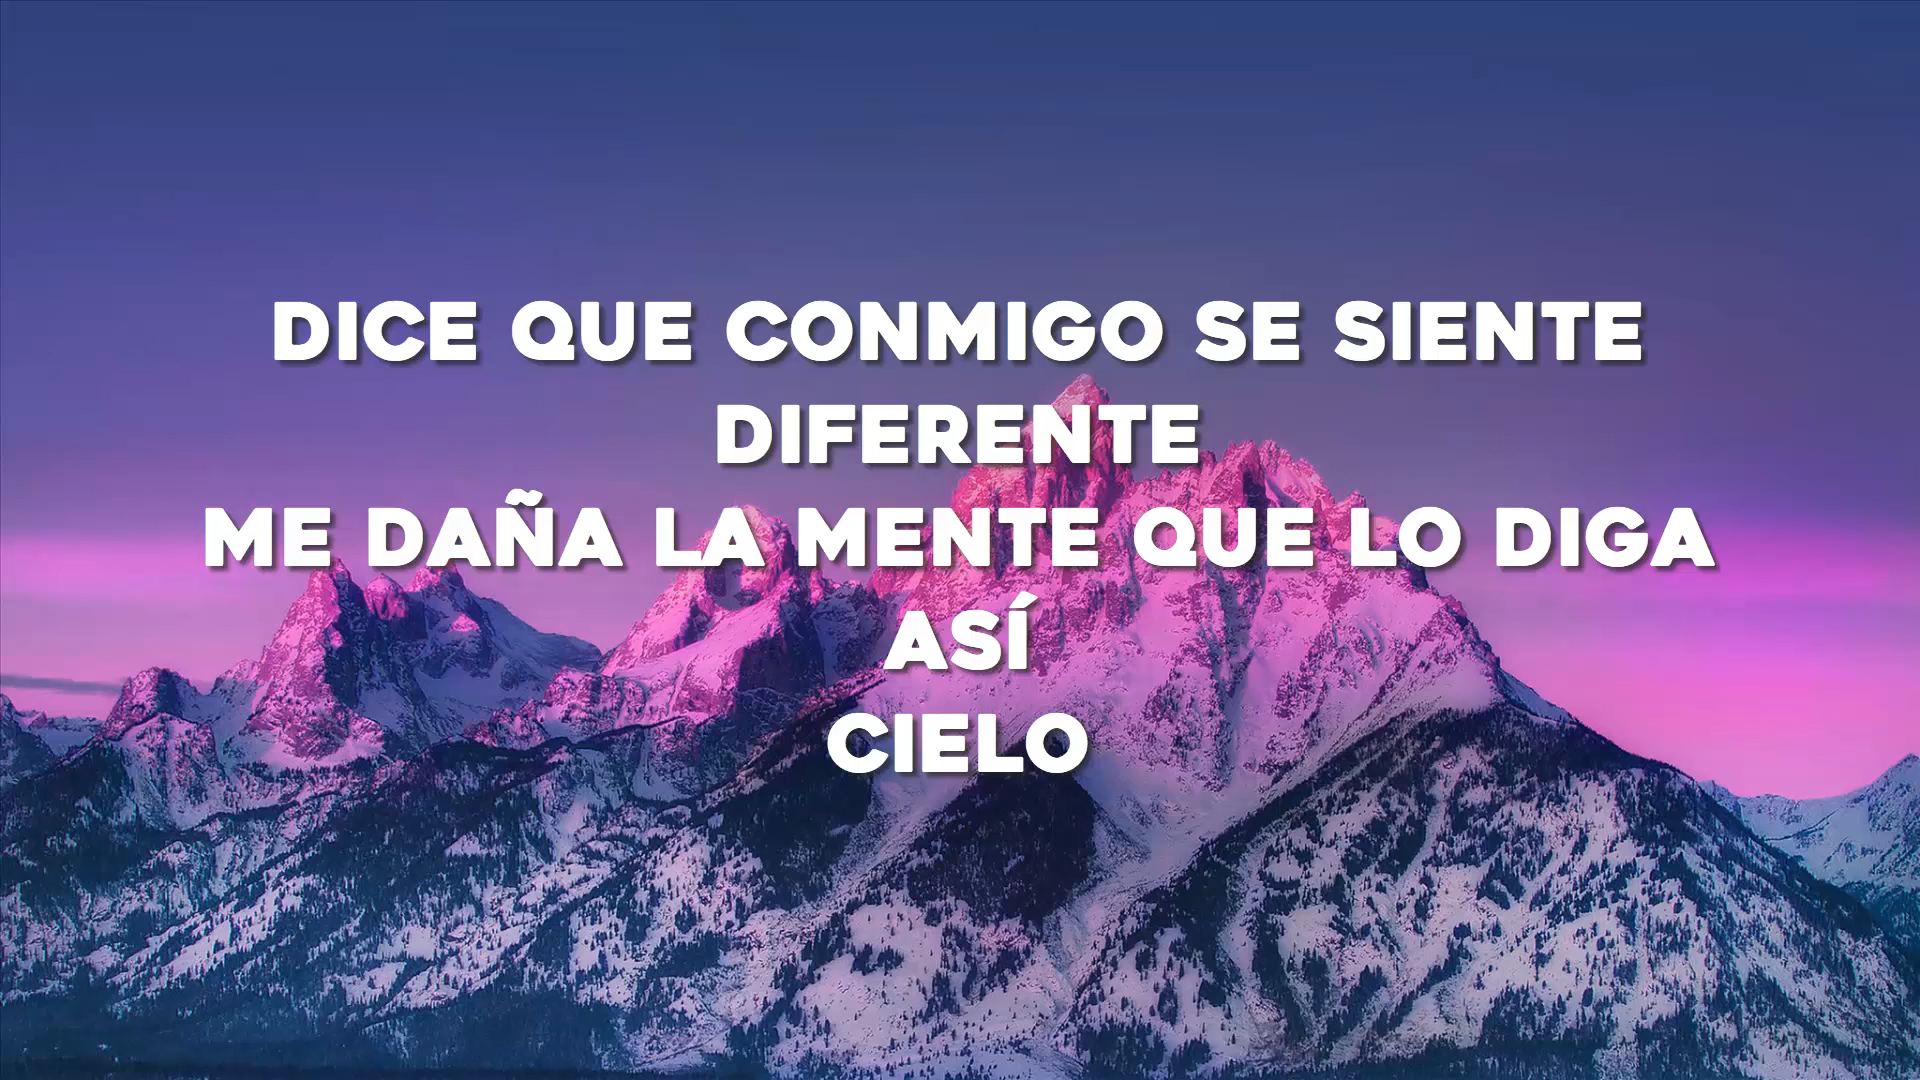 DICE QUE CONMIGO SE SIENTE
DIFERENTE
ME DAÑA LA MENTE QUE LO DIGA
ASÍ
CIELO